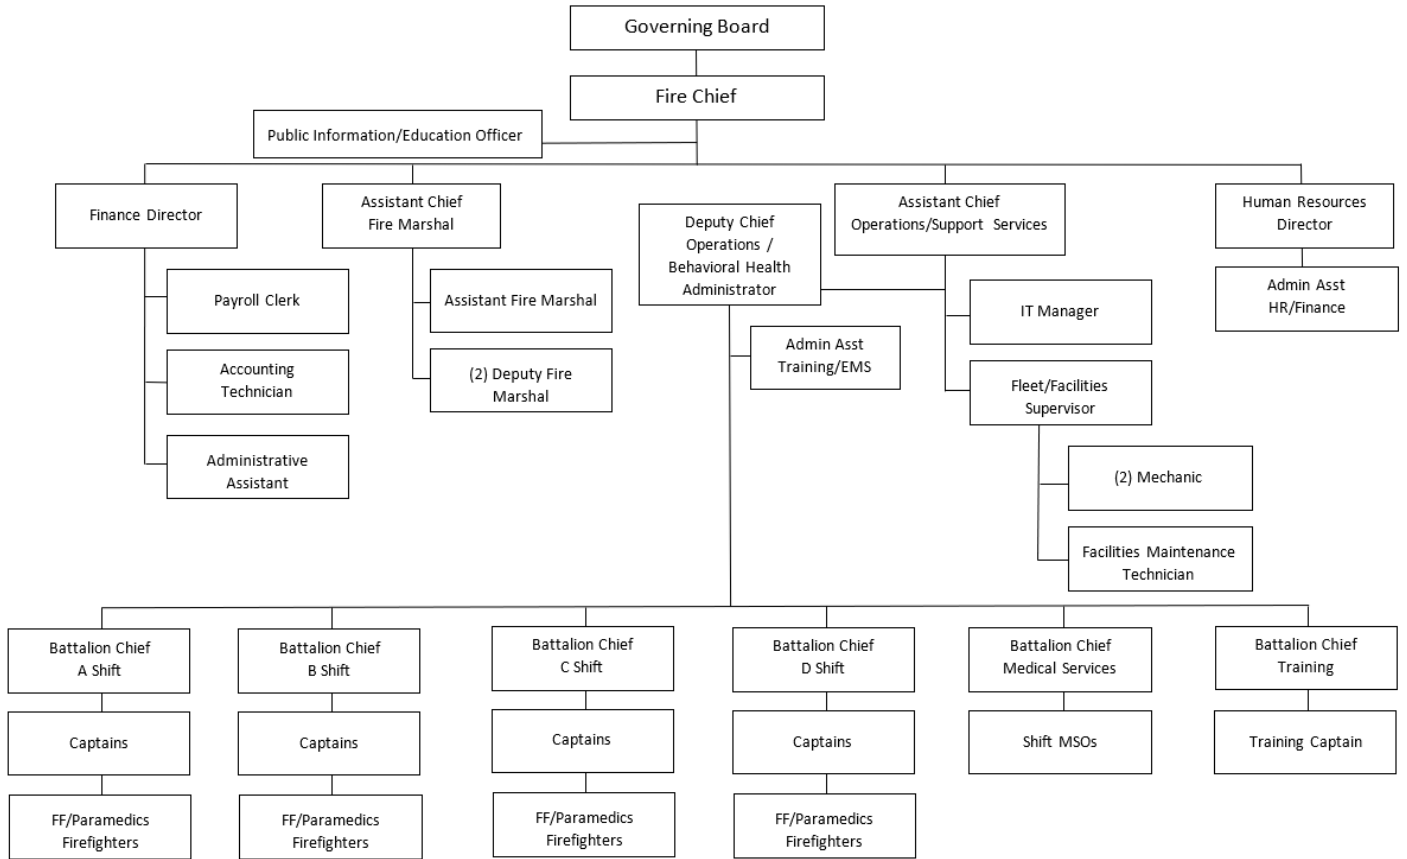 Governing Board
Fire Chief
Public Information/Education Officer
Finance Director
Assistant Chief
Fire Marshal
Deputy Chief
Operations /
Behavioral Health
Administrator
Assistant Chief
Operations/Support Services
Human Resources
Director
Payroll Clerk
Accounting
Technician
Administrative
Assistant
Assistant Fire Marshal
(2) Deputy Fire
Marshal
Admin Asst
Training/EMS
IT Manager
Fleet/Facilities
Supervisor
(2) Mechanic
Facilities Maintenance
Technician
Admin Asst
HR/Finance
Battalion Chief
A Shift
Captains
FF/Paramedics
Firefighters
Battalion Chief
B Shift
Captains
FF/Paramedics
Firefighters
Battalion Chief
C Shift
Captains
FF/Paramedics
Firefighters
Battalion Chief
D Shift
Captains
FF/Paramedics
Firefighters
Battalion Chief
Medical Services
Shift MSOs
Battalion Chief
Training
Training Captain